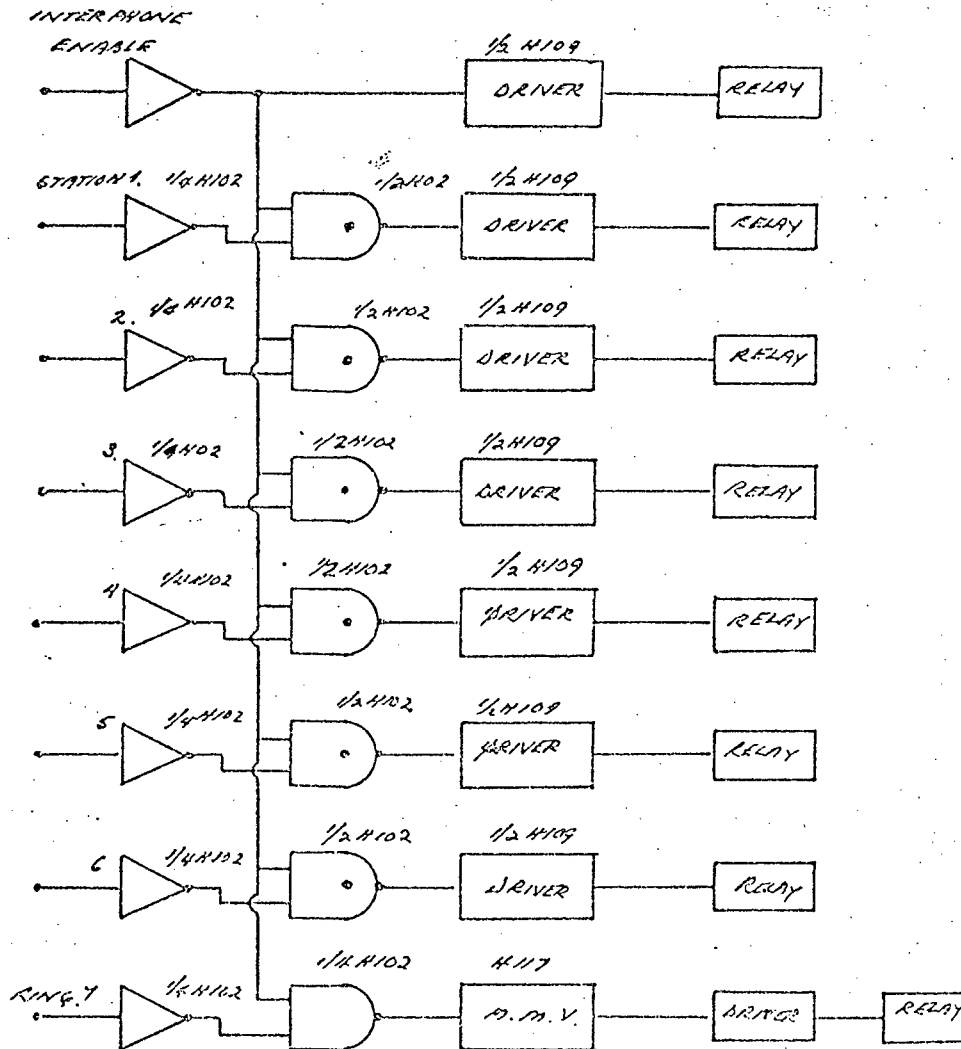 INTERPHONE
ENABLE
1/2 H109
DRIVER
RELAY
STATION 1.
1/4 H102
1/2 H102
1/2 H109
DRIVER
RELAY
2.
1/4 H102
1/2 H102
1/2 H109
DRIVER
RELAY
3.
1/4 H102
1/2 H102
1/2 H109
DRIVER
RELAY
4
1/4 H102
1/2 H102
1/2 H109
DRIVER
RELAY
5
1/4 H102
1/2 H102
1/2 H109
DRIVER
RELAY
6
1/4 H102
1/2 H102
1/2 H109
DRIVER
RELAY
RING. 7
1/4 H102
1/4 H102
H117
M.M.V.
DRIVER
RELAY